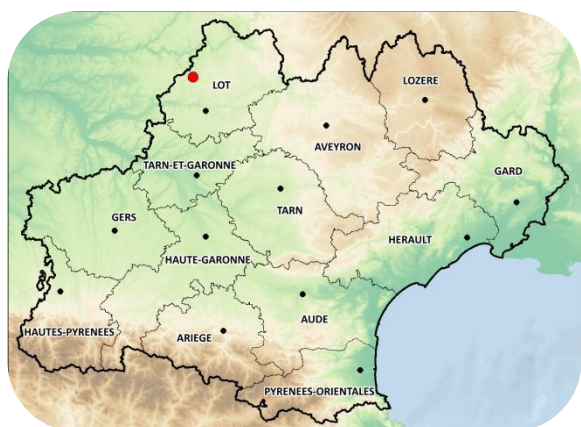 LOT
LOZERE
AVEYRON
TARN-ET-GARONNE
GARD
TARN
GERS
HERAULT
HAUTE-GARONNE
AUDE
HAUTES-PYRENEES
ARIEGE
PYRENEES-ORIENTALES